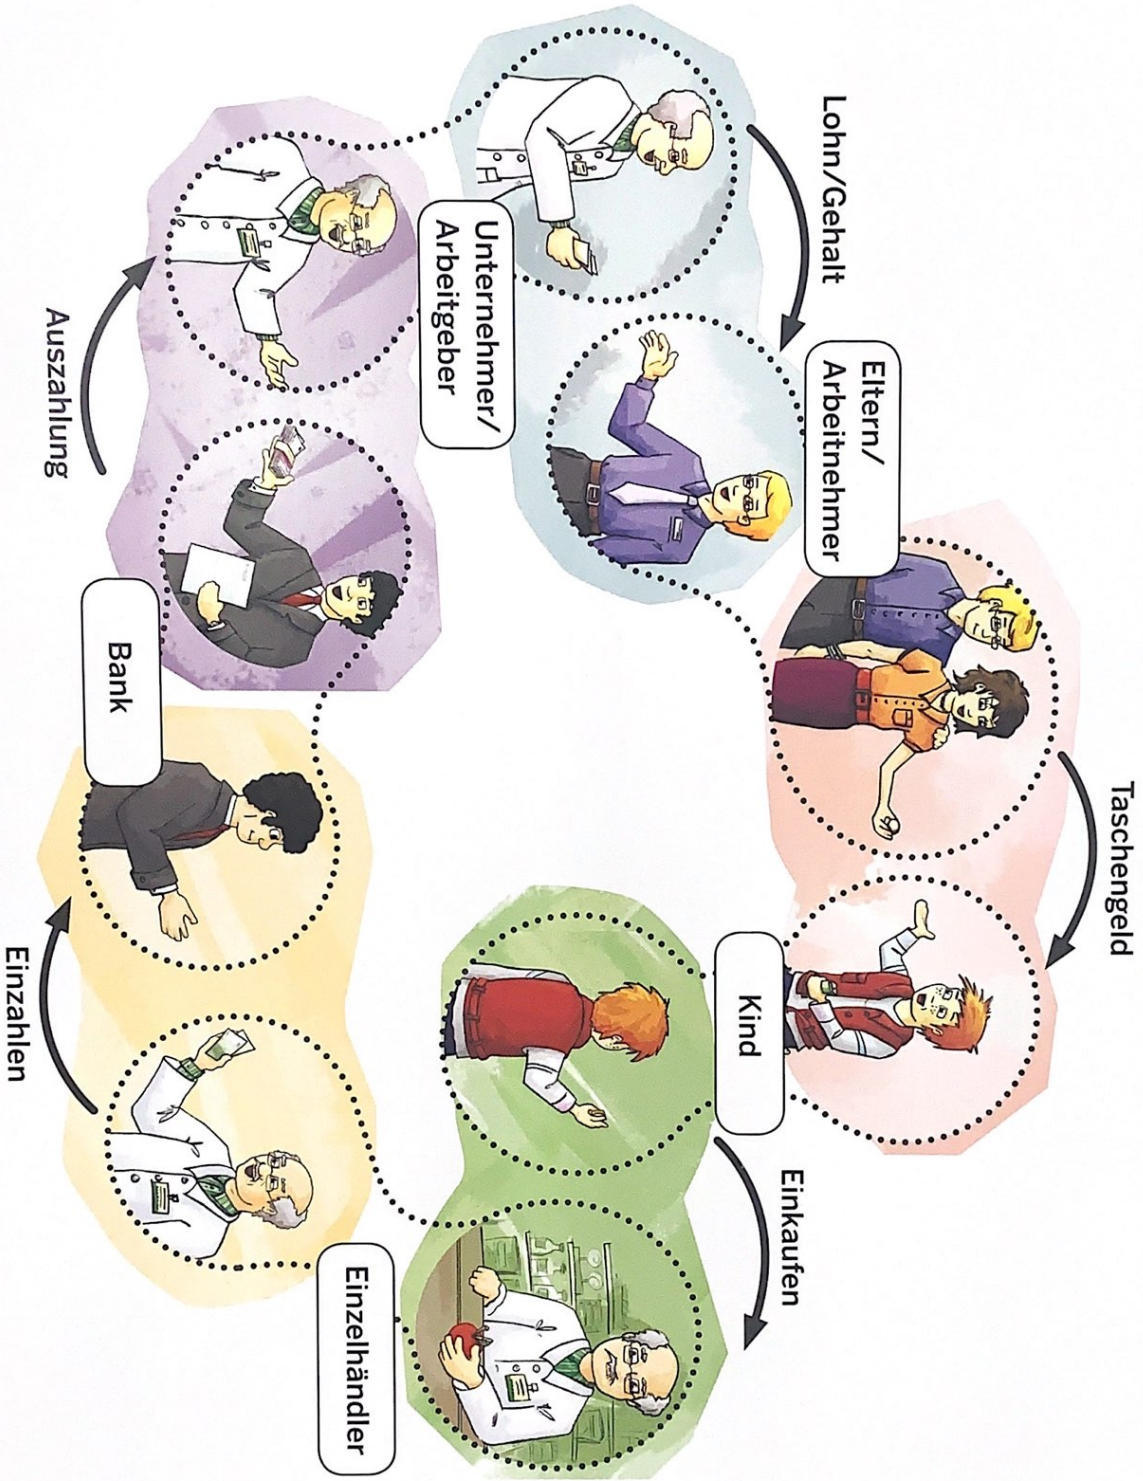 Lohn/Gehalt
Eltern/
Arbeitnehmer
Taschengeld
Kind
Einkaufen
Einzelhändler
Einzahlen
Bank
Auszahlung
Unternehmer/
Arbeitgeber